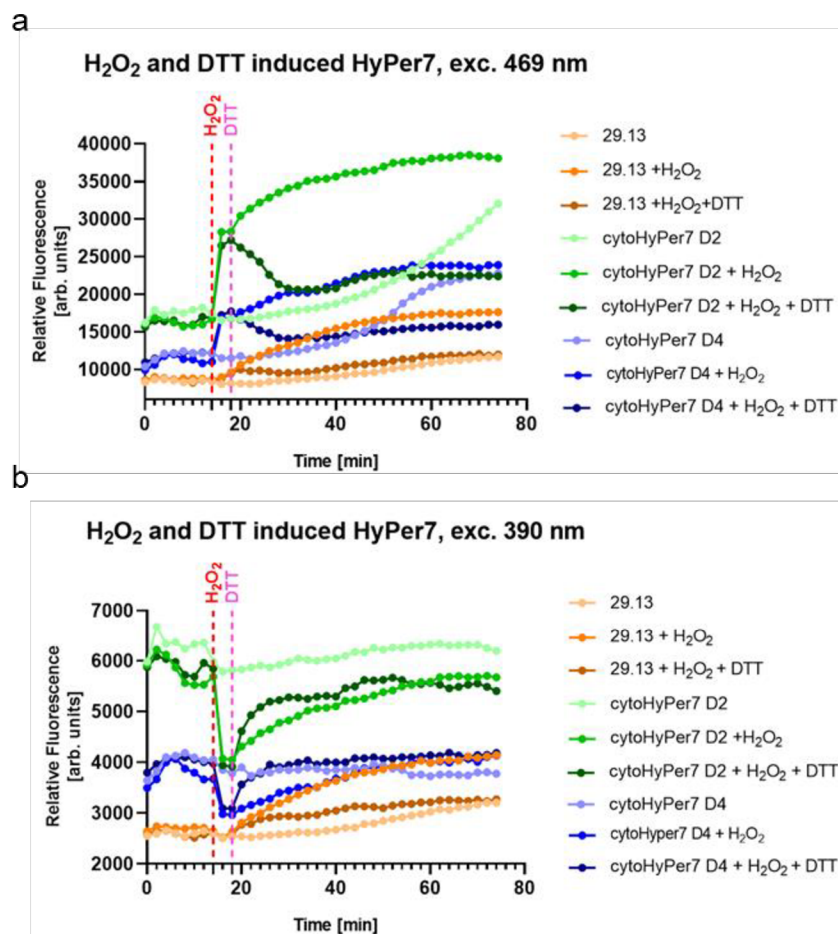 a
H₂O₂ and DTT induced HyPer7, exc. 469 nm
H₂O₂
DTT
Relative Fluorescence
[arb. units]
40000
35000
30000
25000
20000
15000
10000
0
20
40
60
80
Time [min]
29.13
29.13 +H₂O₂
29.13 +H₂O₂+DTT
cytoHyPer7 D2
cytoHyPer7 D2 + H₂O₂
cytoHyPer7 D2 + H₂O₂ + DTT
cytoHyPer7 D4
cytoHyPer7 D4 + H₂O₂
cytoHyPer7 D4 + H₂O₂ + DTT
b
H₂O₂ and DTT induced HyPer7, exc. 390 nm
H₂O₂
DTT
Relative Fluorescence
[arb. units]
7000
6000
5000
4000
3000
2000
0
20
40
60
80
Time [min]
29.13
29.13 + H₂O₂
29.13 + H₂O₂ + DTT
cytoHyPer7 D2
cytoHyPer7 D2 +H₂O₂
cytoHyPer7 D2 + H₂O₂ + DTT
cytoHyPer7 D4
cytoHyper7 D4 + H₂O₂
cytoHyPer7 D4 + H₂O₂ + DTT